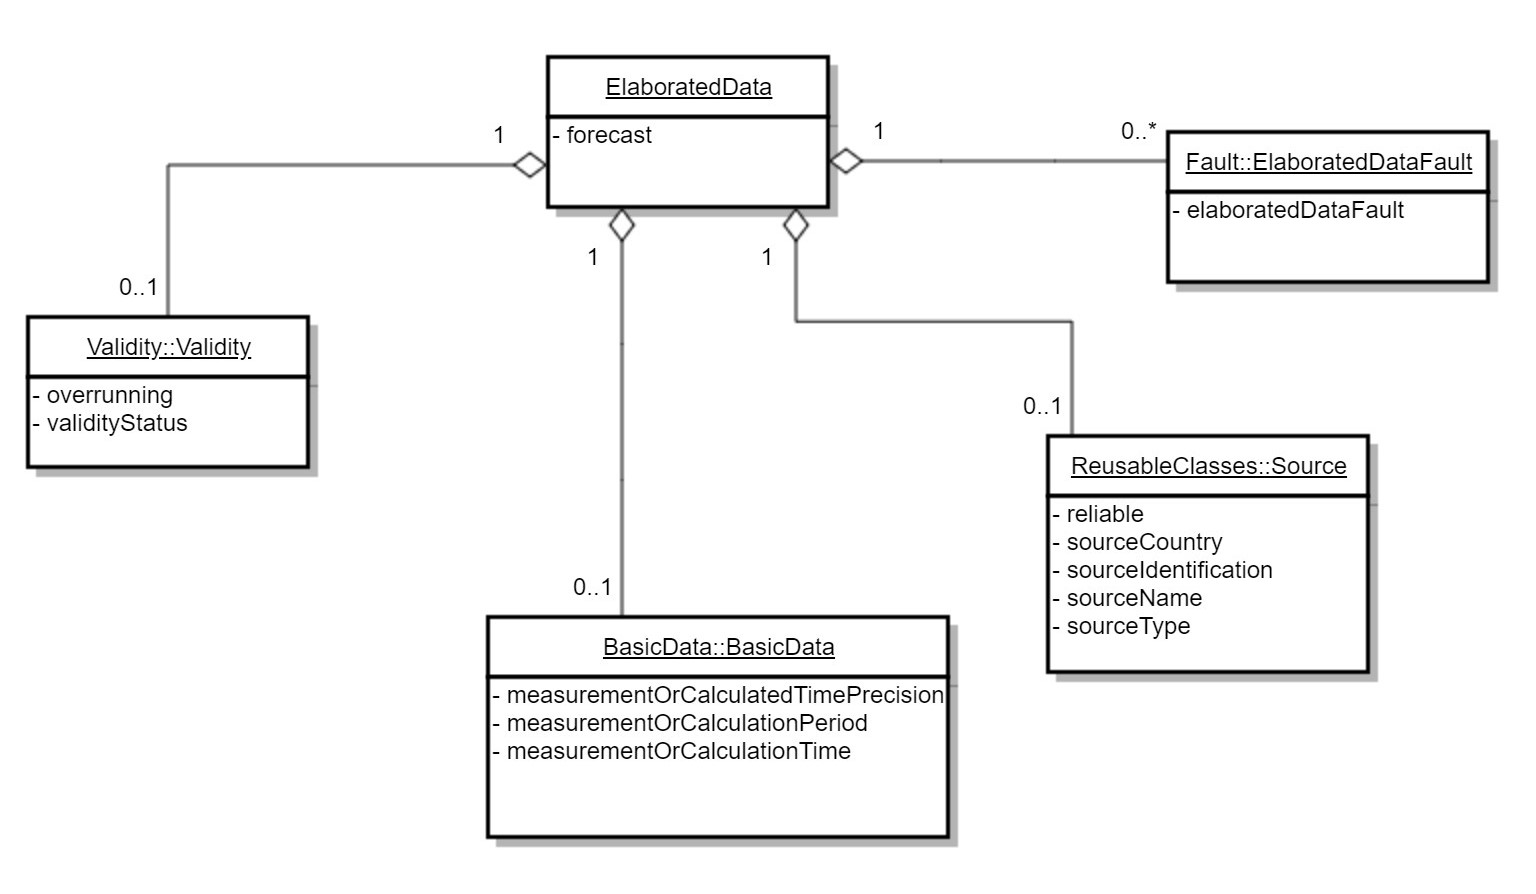 ElaboratedData
- forecast
1
1
0..*
Fault::ElaboratedDataFault
- elaboratedDataFault
1
1
0..1
Validity::Validity
- overrunning
- validityStatus
0..1
ReusableClasses::Source
- reliable
- sourceCountry
- sourceIdentification
- sourceName
- sourceType
0..1
BasicData::BasicData
- measurementOrCalculatedTimePrecision
- measurementOrCalculationPeriod
- measurementOrCalculationTime